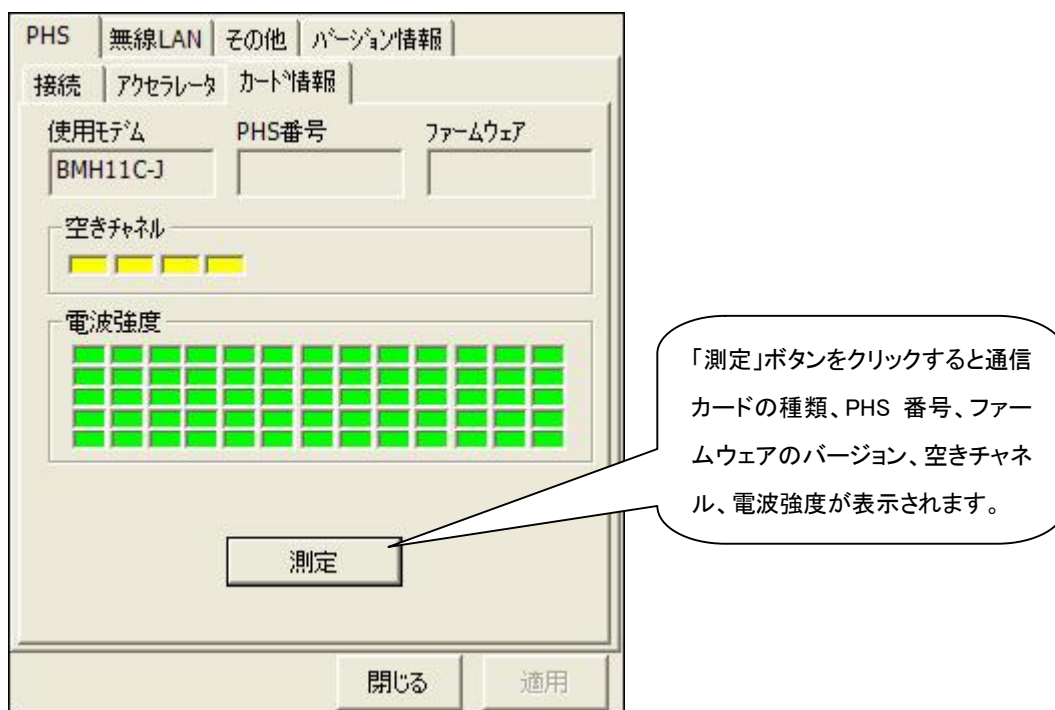 PHS 無線LAN その他 ﾊﾞｰｼﾞｮﾝ情報
接続 ｱｸｾﾗﾚｰﾀ ｶｰﾄﾞ情報
使用ﾓﾃﾞﾑ PHS番号 ﾌｧｰﾑｳｪｱ
BMH11C-J
空きﾁｬﾈﾙ
電波強度
測定
閉じる 適用
「測定」ボタンをクリックすると通信
カードの種類、PHS 番号、ファー
ムウェアのバージョン、空きチャネ
ル、電波強度が表示されます。